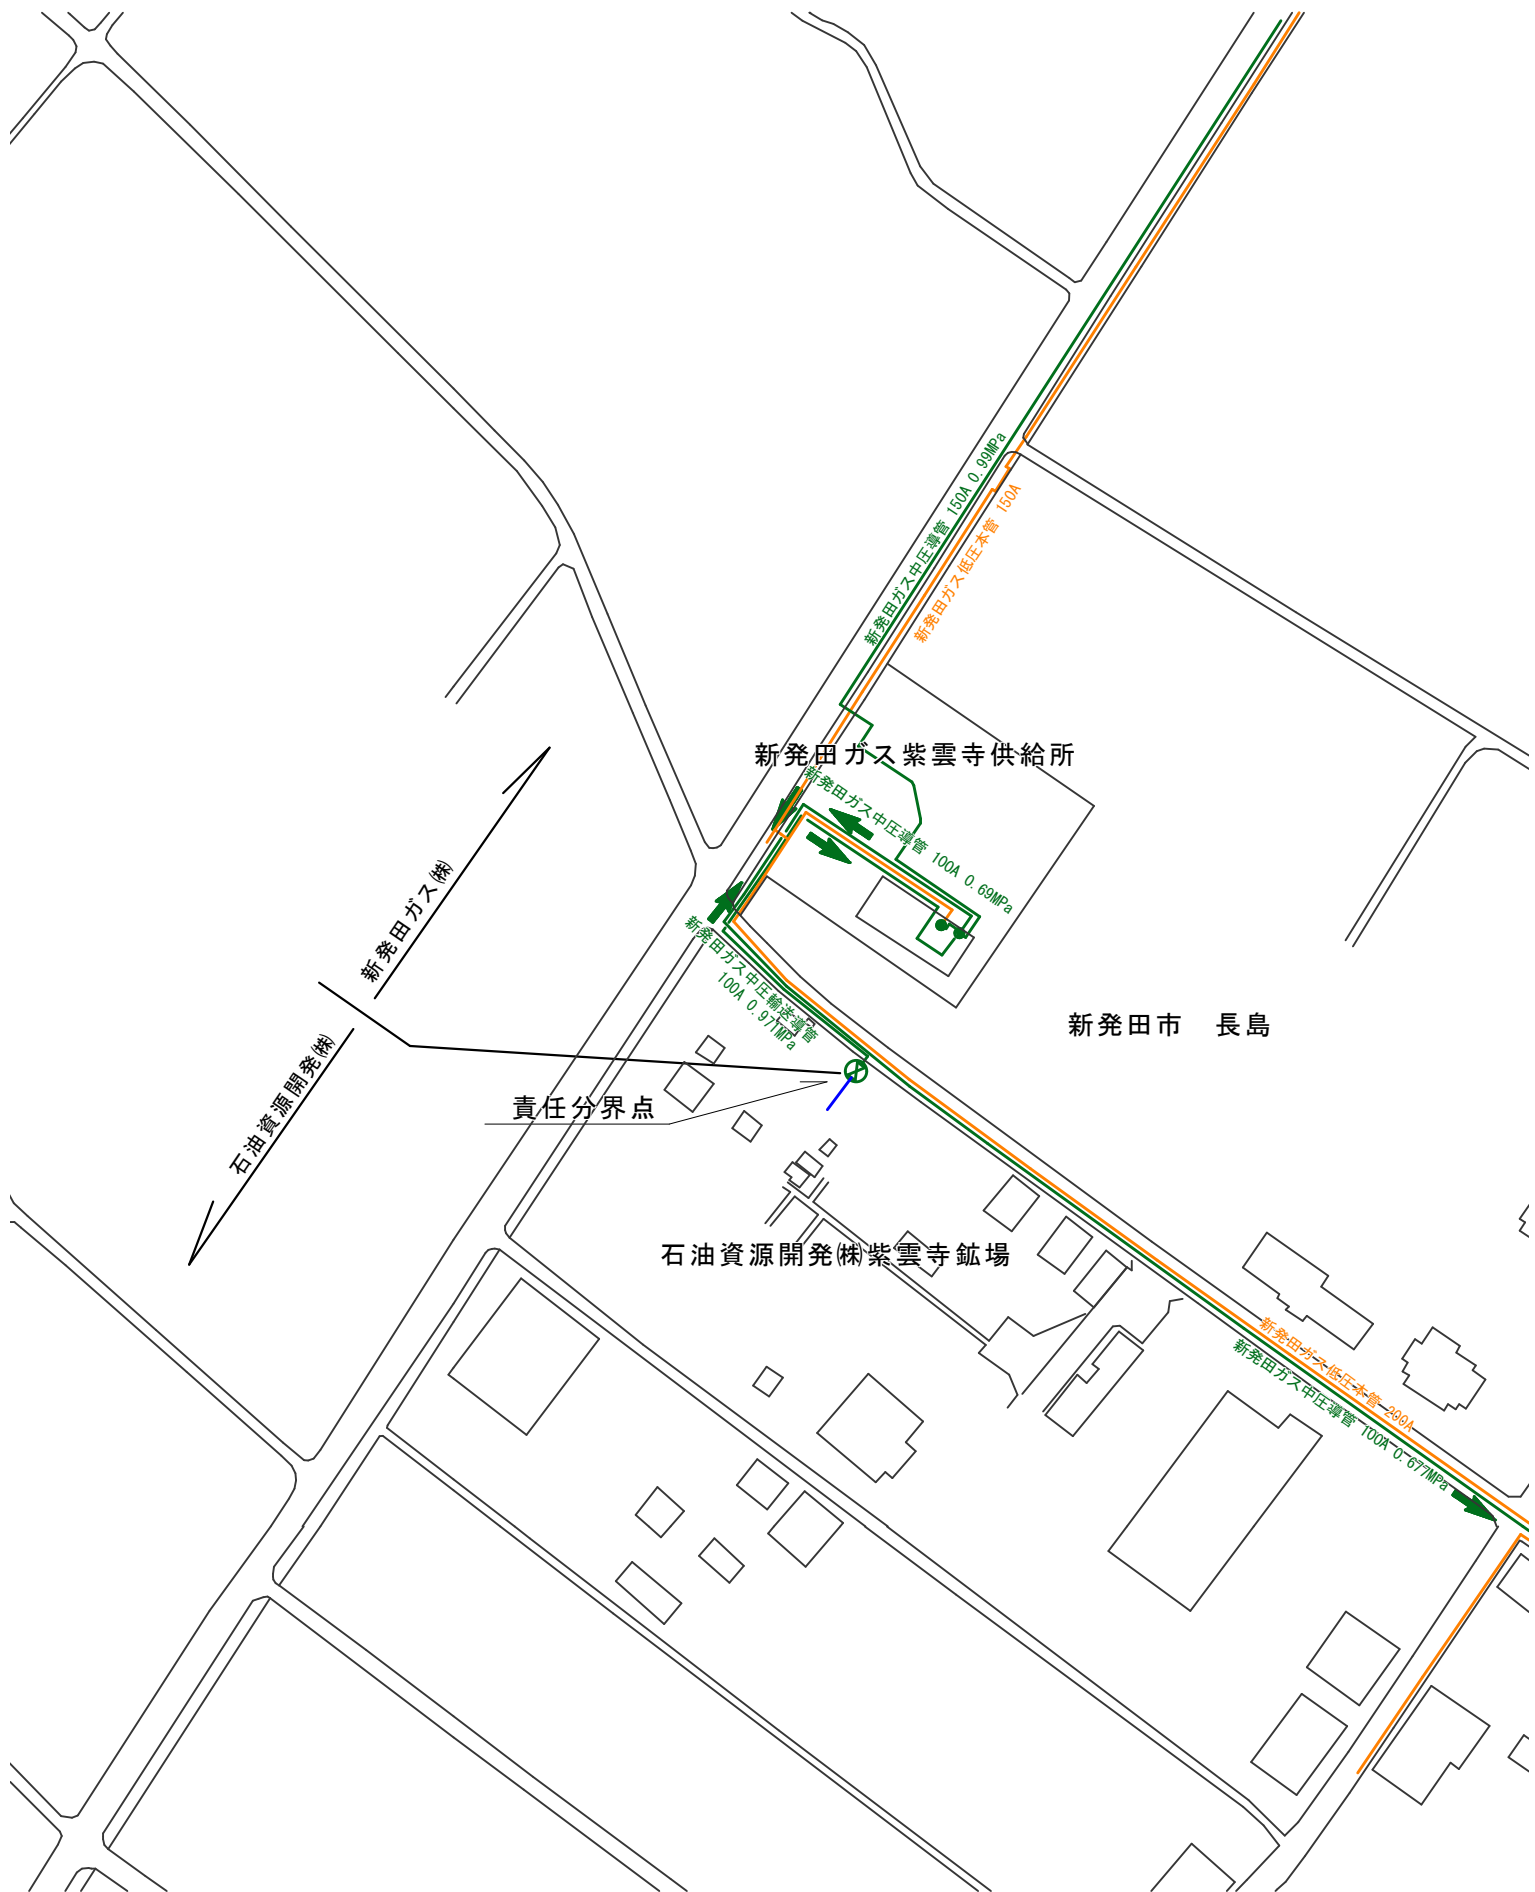 新発田ガス中圧導管 150A 0.99MPa
新発田ガス低圧本管 150A
新発田ガス紫雲寺供給所
新発田ガス中圧導管 100A 0.69MPa
新発田ガス㈱
新発田ガス中圧輸送導管
100A 0.971MPa
新発田市　長島
石油資源開発㈱
責任分界点
石油資源開発㈱紫雲寺鉱場
新発田ガス低圧本管 200A
新発田ガス中圧導管 100A 0.677MPa